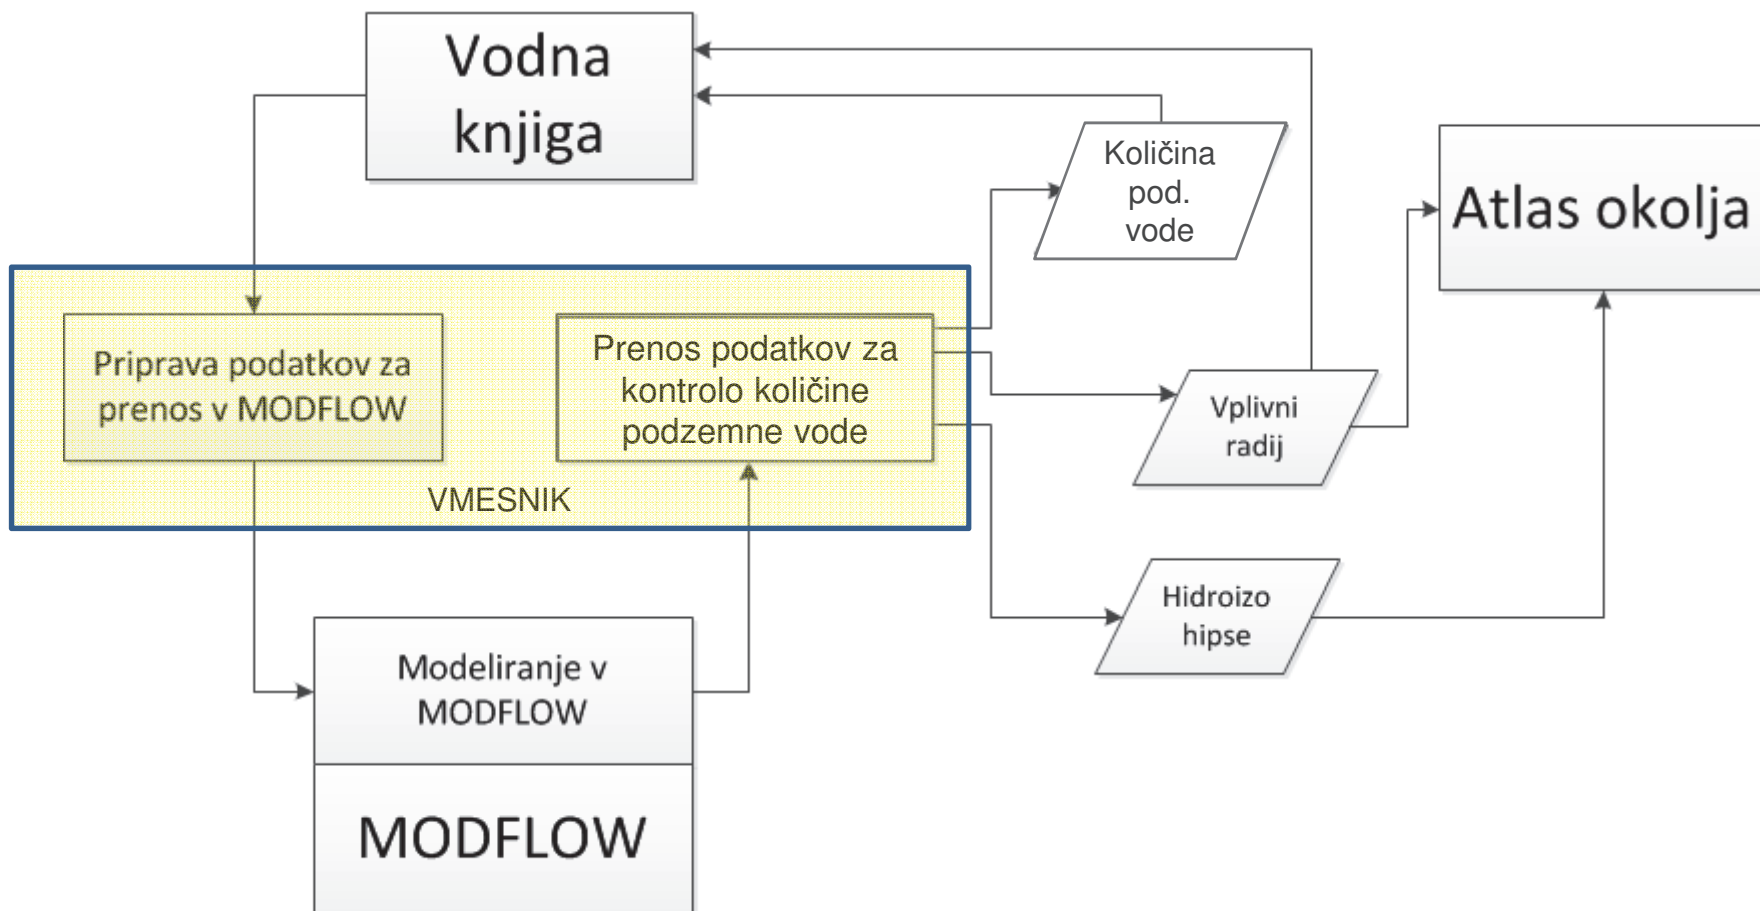 Vodna
knjiga
Količina
pod.
vode
Atlas okolja
Priprava podatkov za
prenos v MODFLOW
Prenos podatkov za
kontrolo količine
podzemne vode
VMESNIK
Vplivni
radij
Hidroizo
hipse
Modeliranje v
MODFLOW
MODFLOW